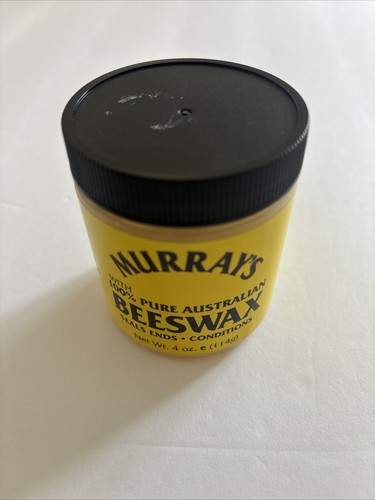 MURRAY'S
WITH
100% PURE AUSTRALIAN
BEESWAX
SEALS ENDS • CONDITIONS
Net Wt. 4 oz. e (114g)